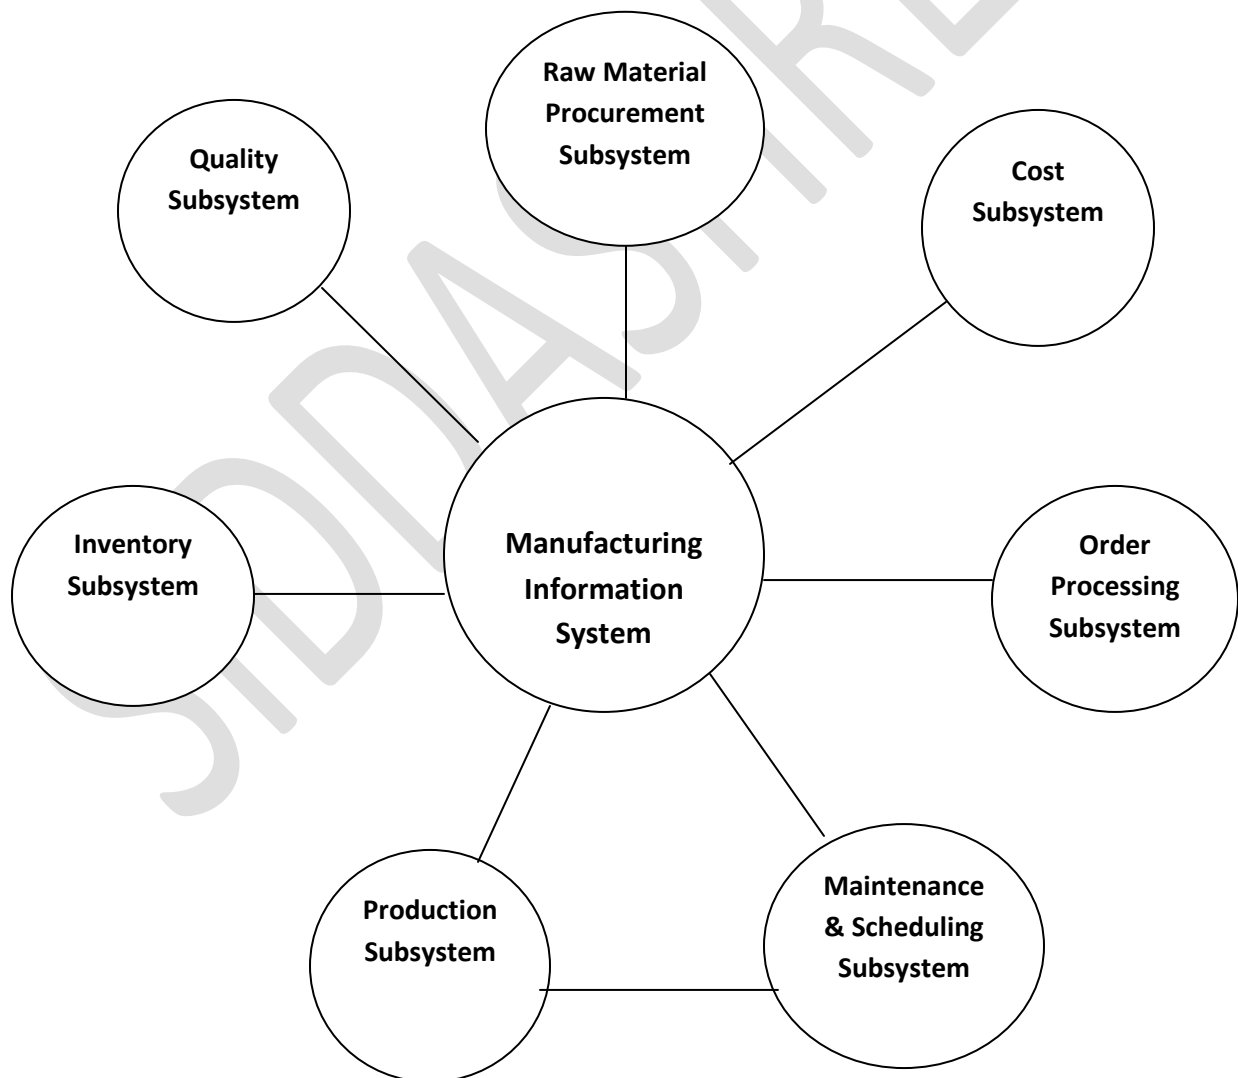 Raw Material
Procurement
Subsystem
Quality
Subsystem
Cost
Subsystem
Inventory
Subsystem
Manufacturing
Information
System
Order
Processing
Subsystem
Production
Subsystem
Maintenance
& Scheduling
Subsystem